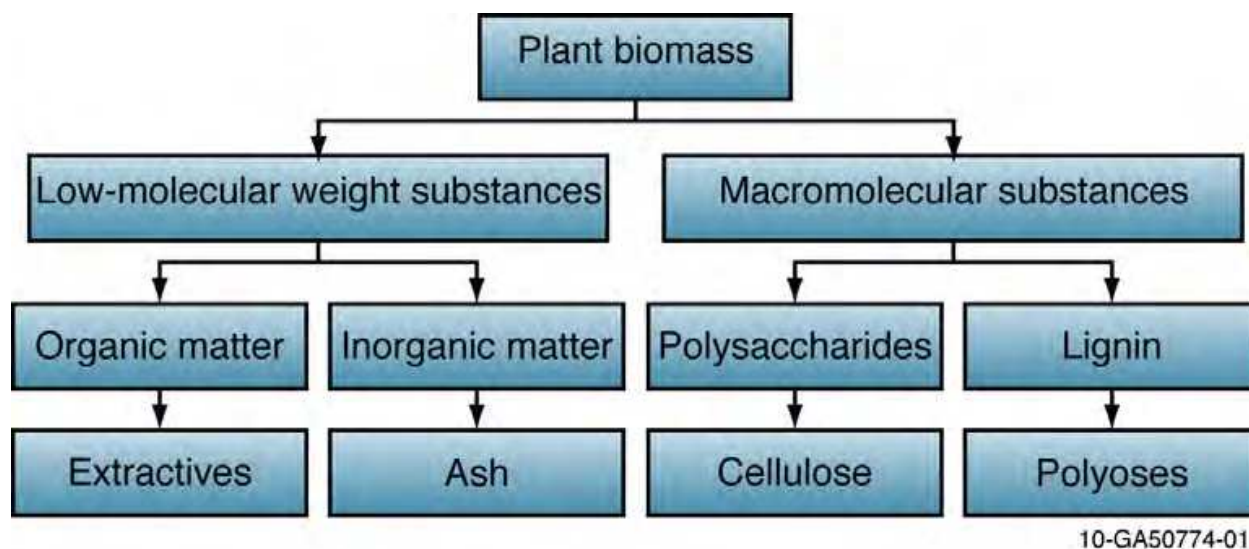 Plant biomass
Low-molecular weight substances
Macromolecular substances
Organic matter
Inorganic matter
Polysaccharides
Lignin
Extractives
Ash
Cellulose
Polyoses
10-GA50774-01